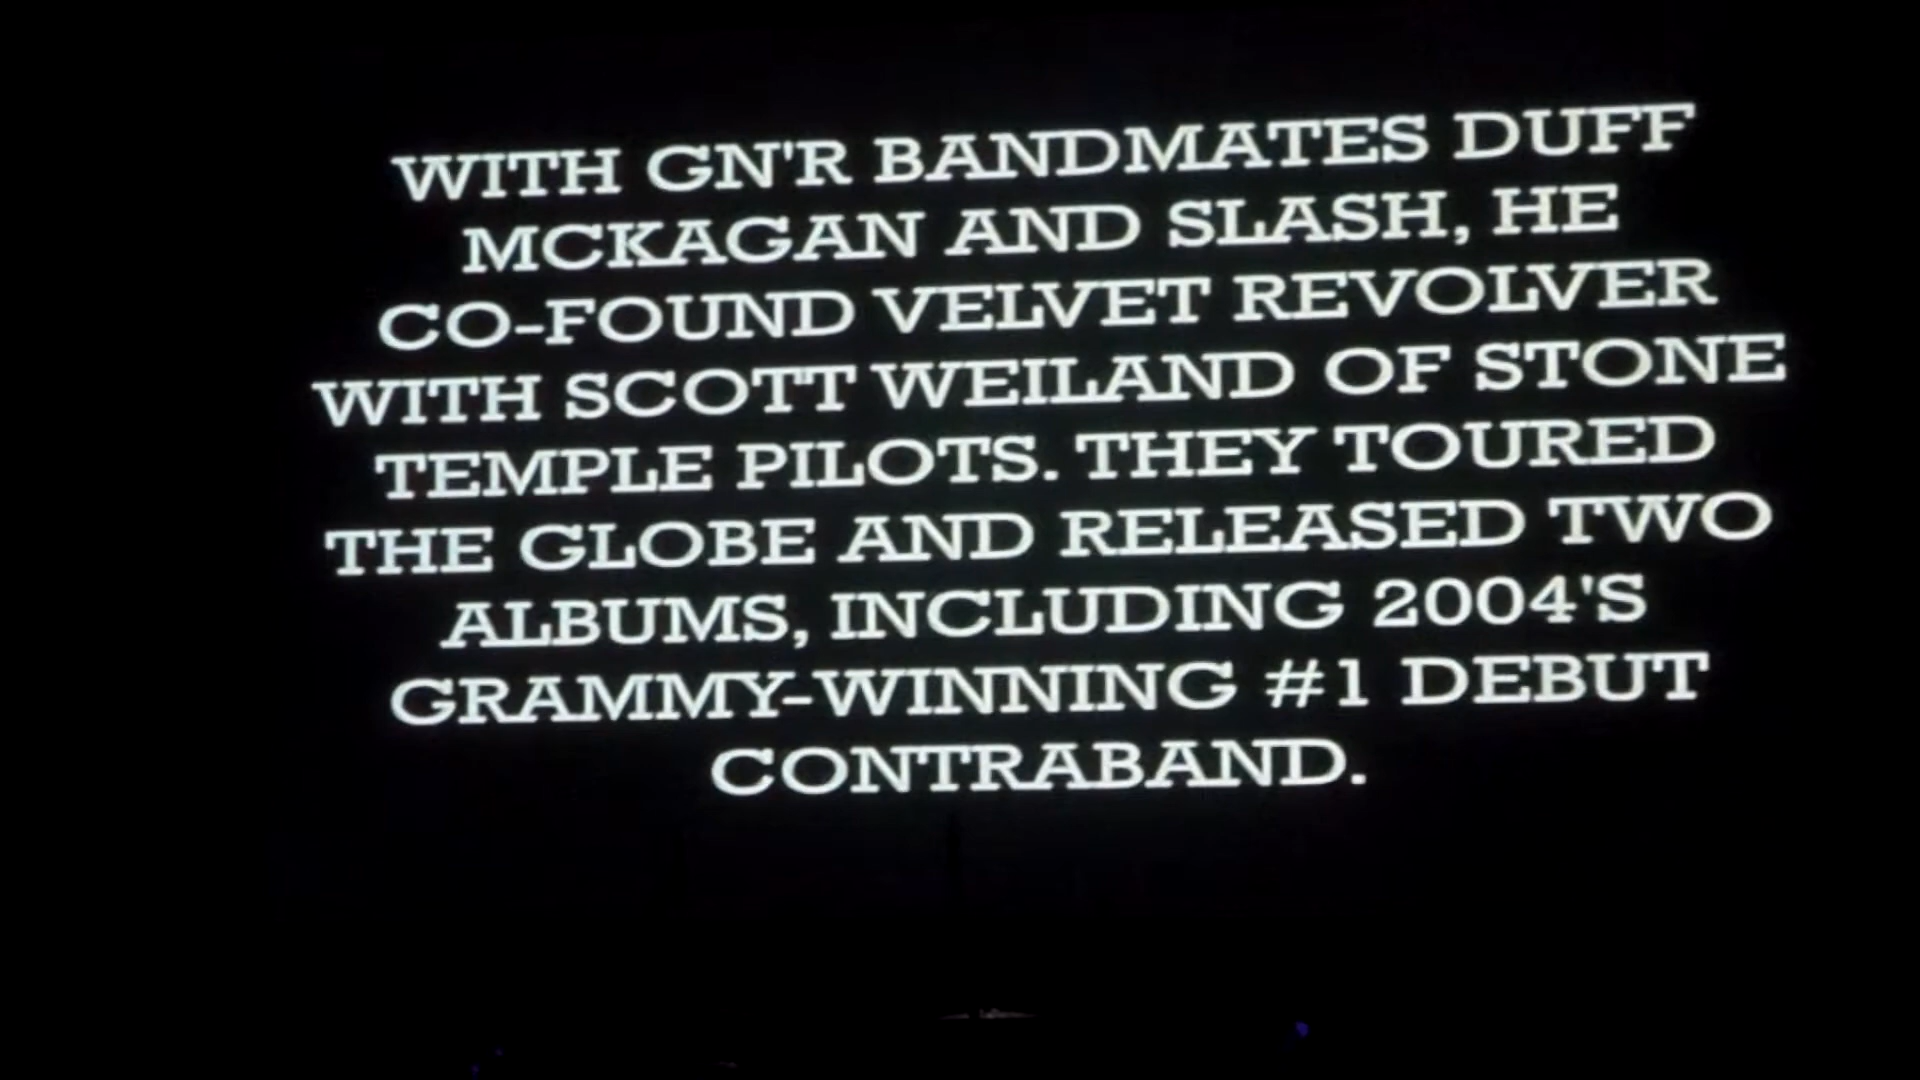 WITH GN'R BANDMATES DUFF
MCKAGAN AND SLASH, HE
CO-FOUND VELVET REVOLVER
WITH SCOTT WEILAND OF STONE
TEMPLE PILOTS. THEY TOURED
THE GLOBE AND RELEASED TWO
ALBUMS, INCLUDING 2004'S
GRAMMY-WINNING #1 DEBUT
CONTRABAND.